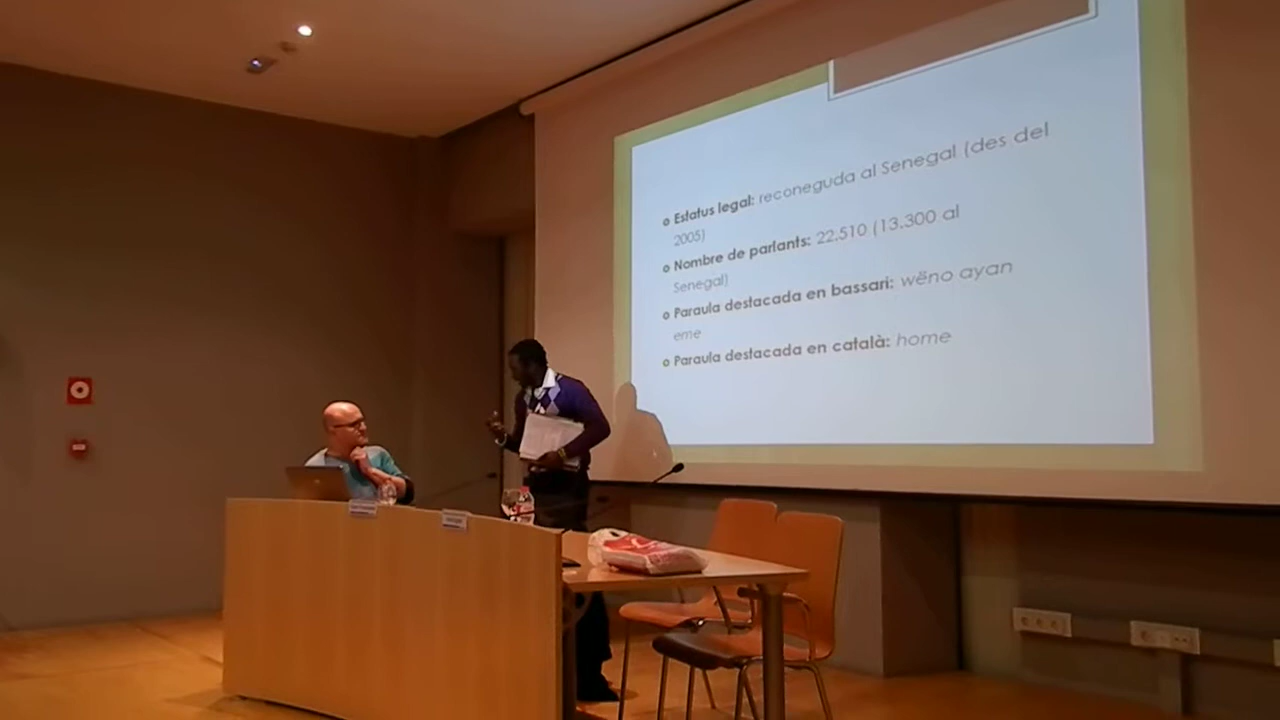 o Estatus legal: reconeguda al Senegal (des del
2005)
o Nombre de parlants: 22.510 (13.300 al
Senegal)
o Paraula destacada en bassari: wĕno ayan
eme
o Paraula destacada en català: home